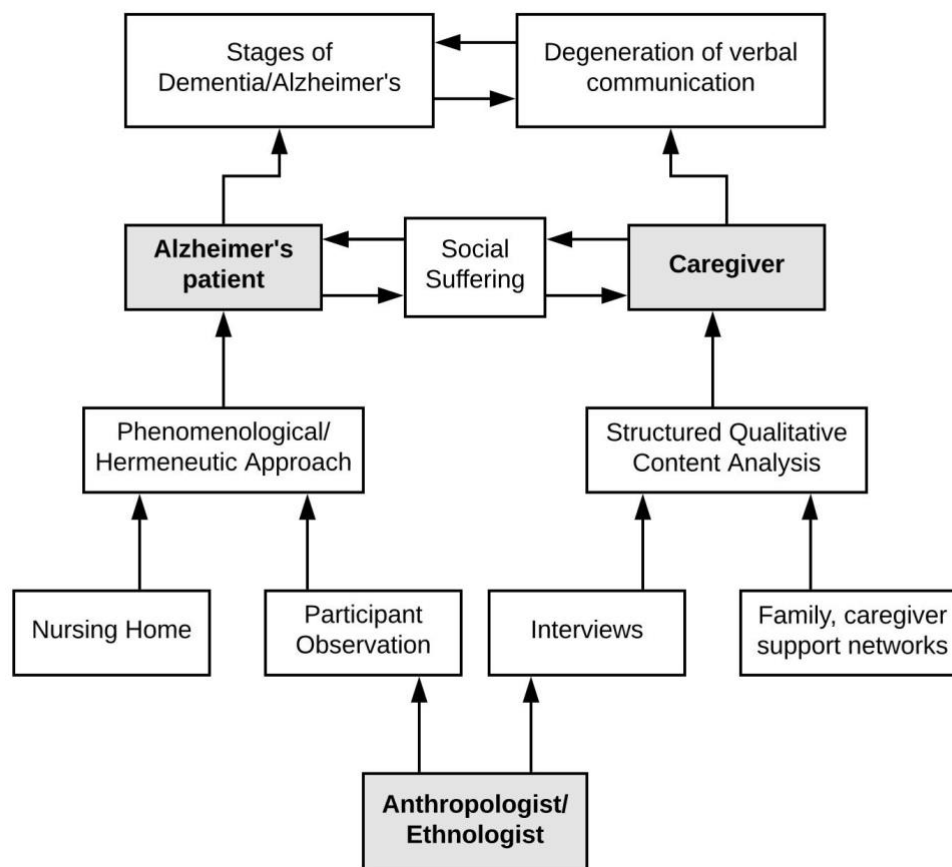 Stages of
Dementia/Alzheimer's
Degeneration of verbal
communication
Alzheimer's
patient
Social
Suffering
Caregiver
Phenomenological/
Hermeneutic Approach
Structured Qualitative
Content Analysis
Nursing Home
Participant
Observation
Interviews
Family, caregiver
support networks
Anthropologist/
Ethnologist